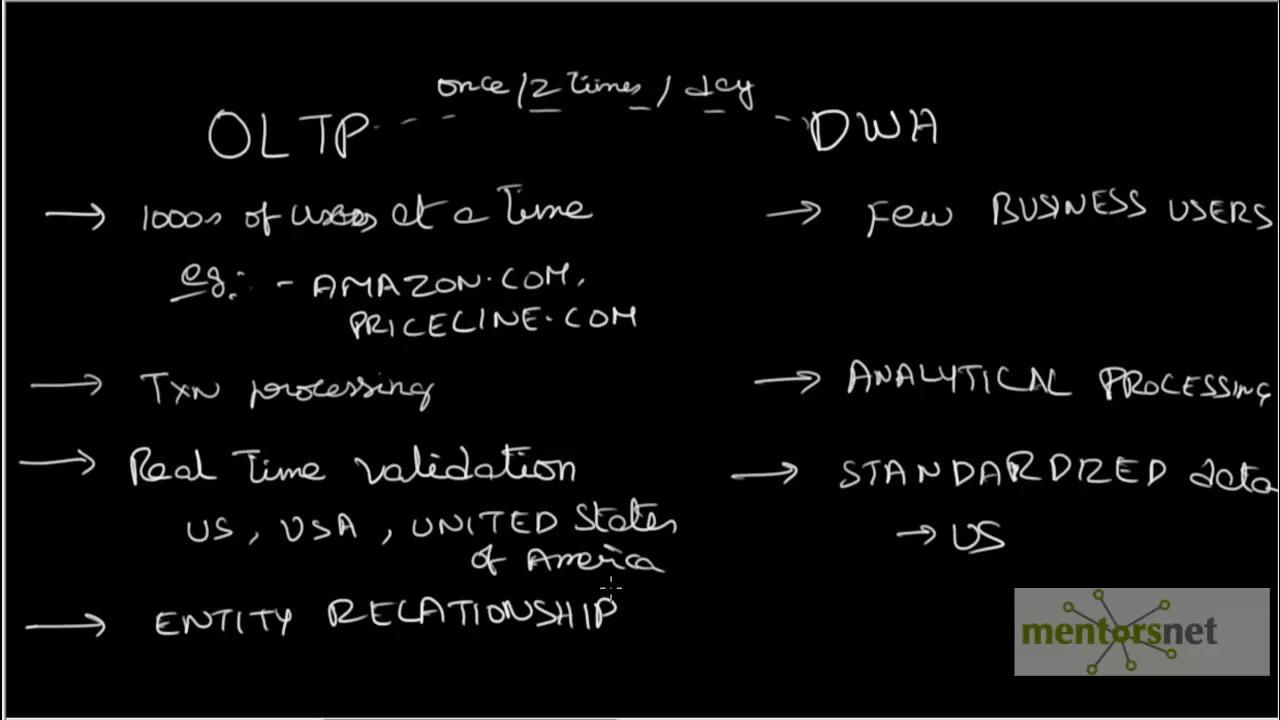 once / 2 Times / day
OLTP DWH
→ 1000s of users at a Time → FEW BUSINESS USERS
eg: - AMAZON.COM,
PRICELINE.COM
→ TXN processing → ANALYTICAL PROCESSING
→ Real Time validation → STANDARDIZED data
US, USA, UNITED States → US
of America
→ ENTITY RELATIONSHIP
mentorsnet